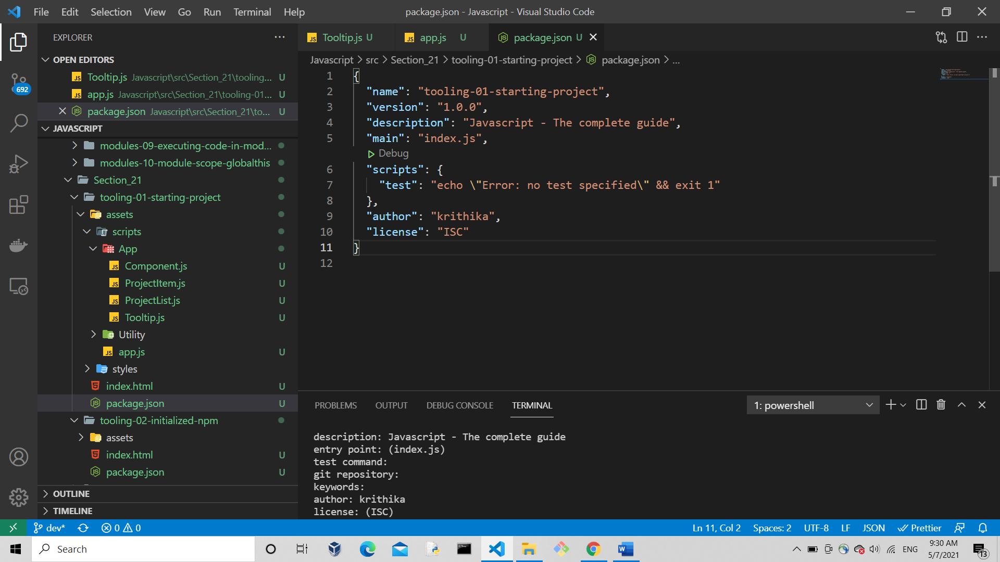 File Edit Selection View Go Run Terminal Help
package.json - Javascript - Visual Studio Code
EXPLORER
OPEN EDITORS
Tooltip.js Javascript\src\Section_21\tooling... U
app.js Javascript\src\Section_21\tooling-01... U
package.json Javascript\src\Section_21\to... U
JAVASCRIPT
modules-09-executing-code-in-mod...
modules-10-module-scope-globalthis
Section_21
tooling-01-starting-project
assets
scripts
App
Component.js U
ProjectItem.js U
ProjectList.js U
Tooltip.js U
Utility
app.js U
styles
index.html U
package.json U
tooling-02-initialized-npm
assets
index.html U
package.json U
OUTLINE
TIMELINE
692
Tooltip.js U
app.js U
package.json U
Javascript > src > Section_21 > tooling-01-starting-project > package.json > ...
1 {
2 "name": "tooling-01-starting-project",
3 "version": "1.0.0",
4 "description": "Javascript - The complete guide",
5 "main": "index.js",
Debug
6 "scripts": {
7 "test": "echo \"Error: no test specified\" && exit 1"
8 },
9 "author": "krithika",
10 "license": "ISC"
11 }
12
PROBLEMS OUTPUT DEBUG CONSOLE TERMINAL
1: powershell
description: Javascript - The complete guide
entry point: (index.js)
test command:
git repository:
keywords:
author: krithika
license: (ISC)
dev* 0 0
Ln 11, Col 2 Spaces: 2 UTF-8 LF JSON Prettier
Search
ENG
9:30 AM
5/7/2021
13